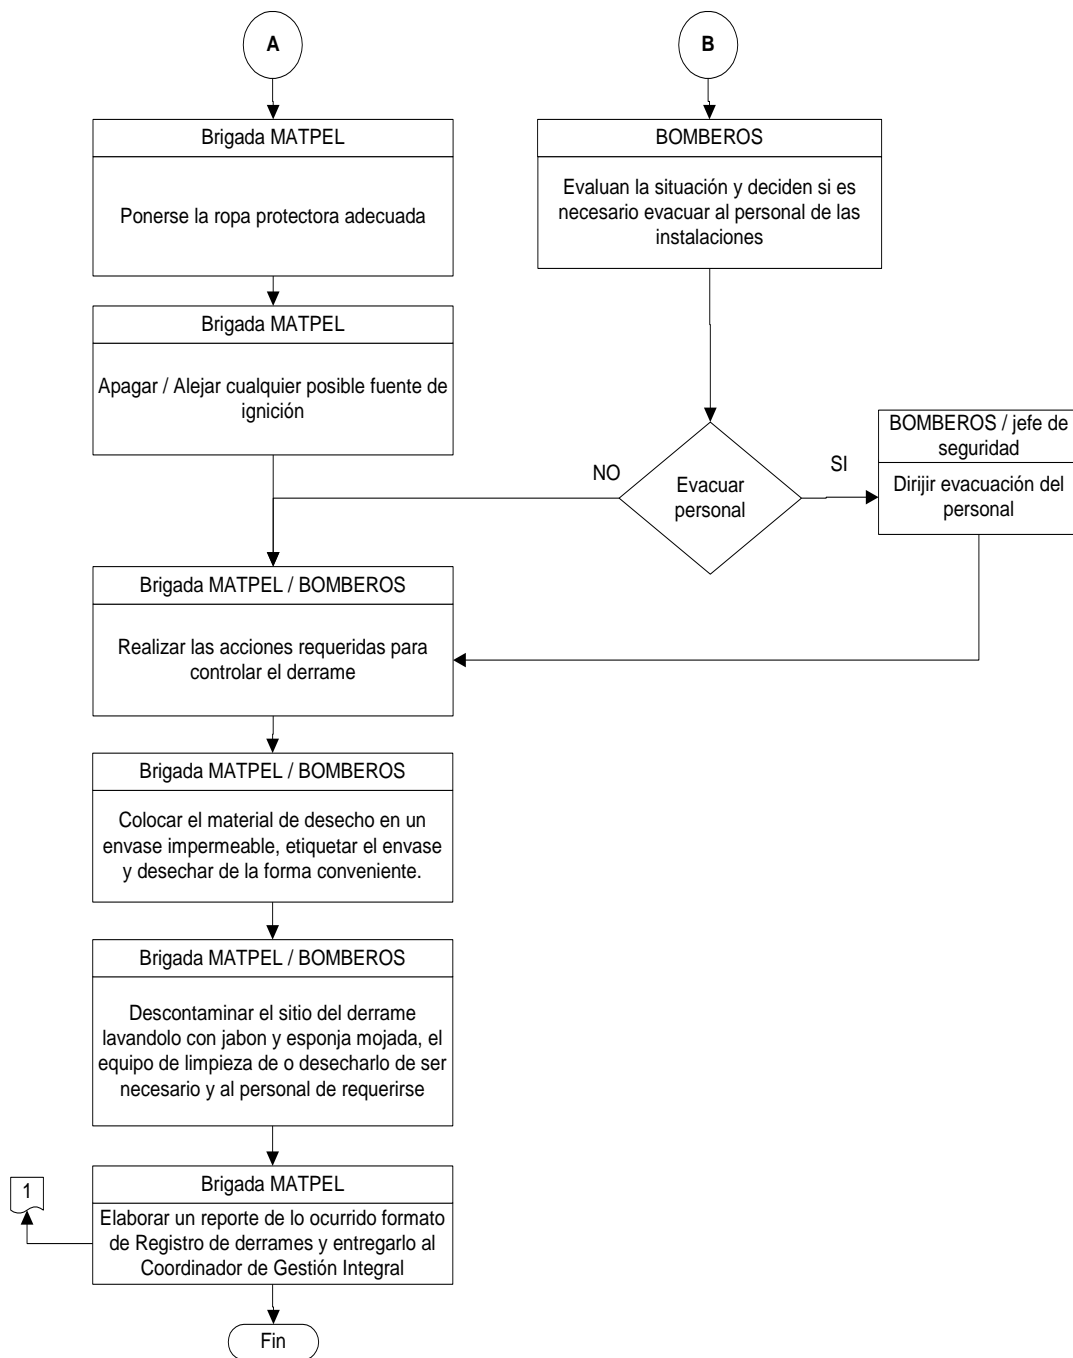 A
Brigada MATPEL
Ponerse la ropa protectora adecuada
Brigada MATPEL
Apagar / Alejar cualquier posible fuente de
ignición
B
BOMBEROS
Evaluan la situación y deciden si es
necesario evacuar al personal de las
instalaciones
NO
Evacuar
personal
SI
BOMBEROS / jefe de
seguridad
Dirijir evacuación del
personal
Brigada MATPEL / BOMBEROS
Realizar las acciones requeridas para
controlar el derrame
Brigada MATPEL / BOMBEROS
Colocar el material de desecho en un
envase impermeable, etiquetar el envase
y desechar de la forma conveniente.
Brigada MATPEL / BOMBEROS
Descontaminar el sitio del derrame
lavandolo con jabon y esponja mojada, el
equipo de limpieza de o desecharlo de ser
necesario y al personal de requerirse
Brigada MATPEL
Elaborar un reporte de lo ocurrido formato
de Registro de derrames y entregarlo al
Coordinador de Gestión Integral
1
Fin